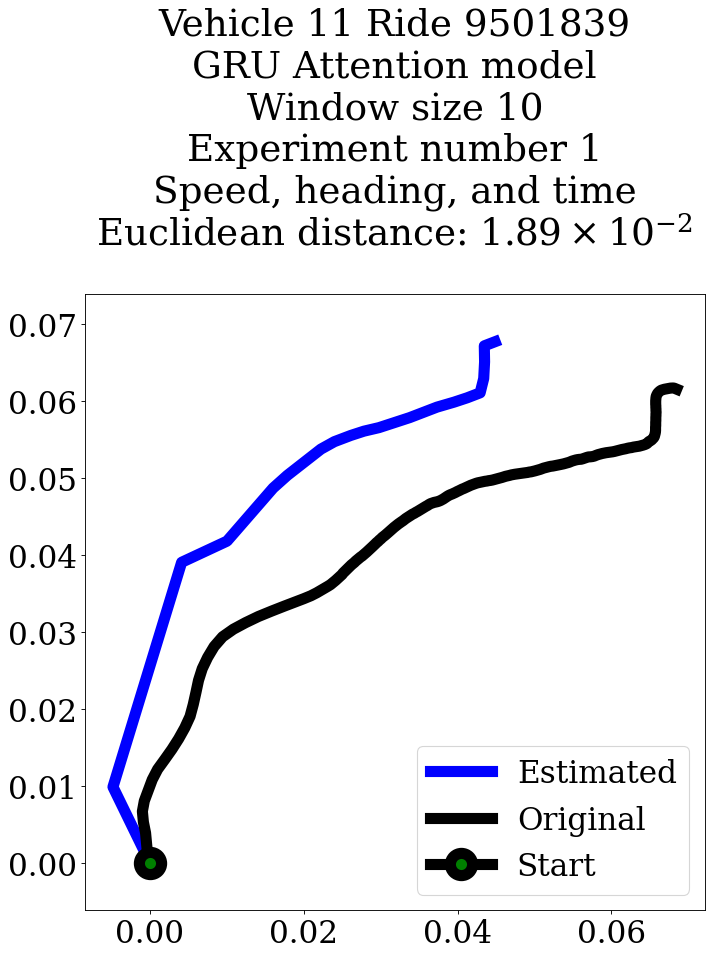 Vehicle 11 Ride 9501839
GRU Attention model
Window size 10
Experiment number 1
Speed, heading, and time
Euclidean distance: 1.89 × 10⁻²
0.07
0.06
0.05
0.04
0.03
0.02
0.01
0.00
Estimated
Original
Start
0.00 0.02 0.04 0.06